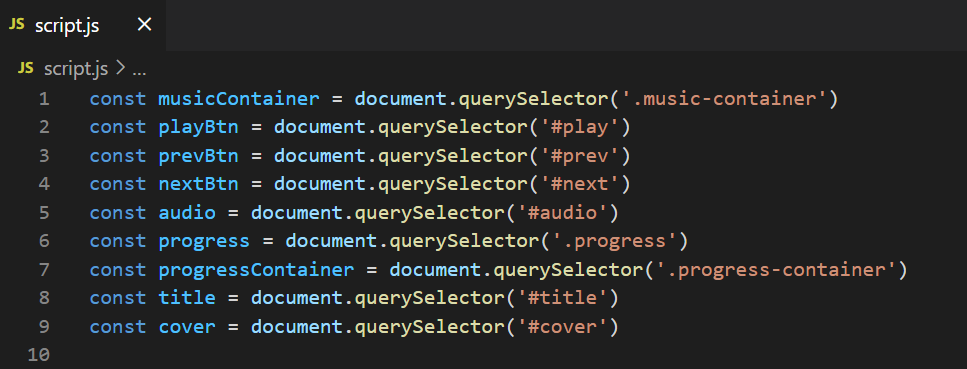 JS script.js ×
JS script.js > ...
1 const musicContainer = document.querySelector('.music-container')
2 const playBtn = document.querySelector('#play')
3 const prevBtn = document.querySelector('#prev')
4 const nextBtn = document.querySelector('#next')
5 const audio = document.querySelector('#audio')
6 const progress = document.querySelector('.progress')
7 const progressContainer = document.querySelector('.progress-container')
8 const title = document.querySelector('#title')
9 const cover = document.querySelector('#cover')
10